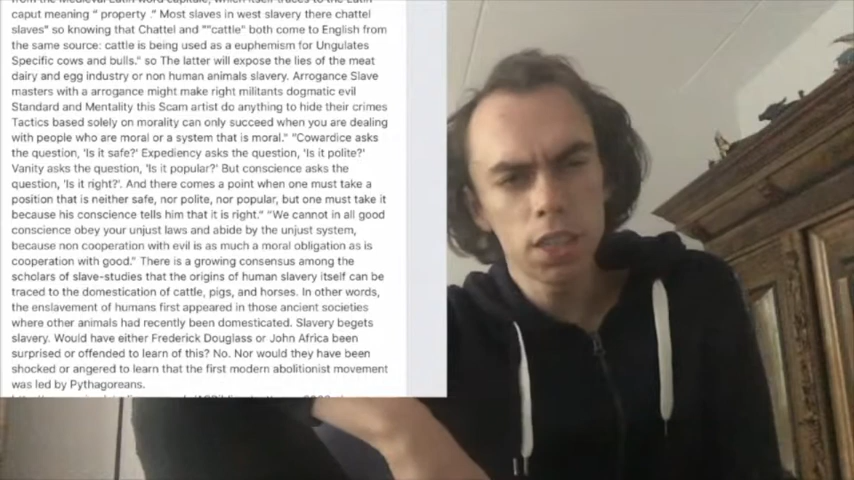 from the Medieval Latin word capitale, which itself traces to the Latin
caput meaning " property ." Most slaves in west slavery there chattel
slaves" so knowing that Chattel and ""cattle" both come to English from
the same source: cattle is being used as a euphemism for Ungulates
Specific cows and bulls." so The latter will expose the lies of the meat
dairy and egg industry or non human animals slavery. Arrogance Slave
masters with a arrogance might make right militants dogmatic evil
Standard and Mentality this Scam artist do anything to hide their crimes
Tactics based solely on morality can only succeed when you are dealing
with people who are moral or a system that is moral." "Cowardice asks
the question, 'Is it safe?' Expediency asks the question, 'Is it polite?'
Vanity asks the question, 'Is it popular?' But conscience asks the
question, 'Is it right?'. And there comes a point when one must take a
position that is neither safe, nor polite, nor popular, but one must take it
because his conscience tells him that it is right." "We cannot in all good
conscience obey your unjust laws and abide by the unjust system,
because non cooperation with evil is as much a moral obligation as is
cooperation with good." There is a growing consensus among the
scholars of slave-studies that the origins of human slavery itself can be
traced to the domestication of cattle, pigs, and horses. In other words,
the enslavement of humans first appeared in those ancient societies
where other animals had recently been domesticated. Slavery begets
slavery. Would have either Frederick Douglass or John Africa been
surprised or offended to learn of this? No. Nor would they have been
shocked or angered to learn that the first modern abolitionist movement
was led by Pythagoreans.